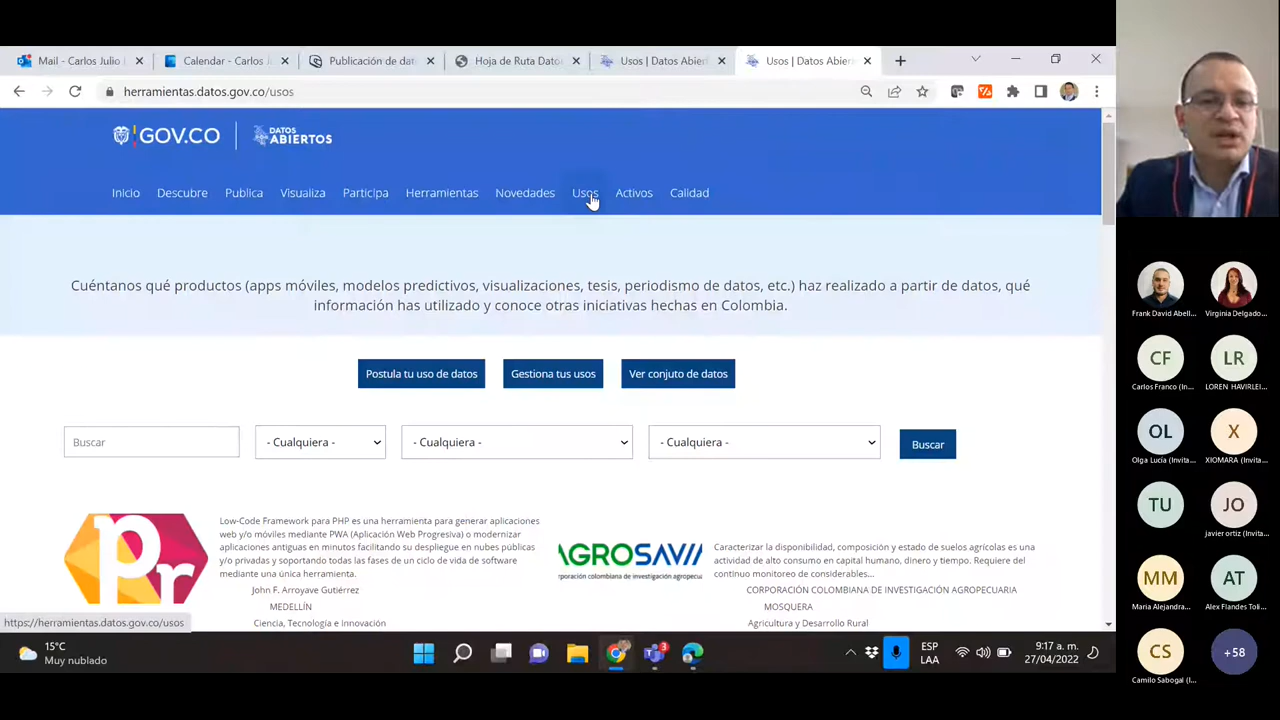 Mail - Carlos Julio
Calendar - Carlos J
Publicación de dat
Hoja de Ruta Dato
Usos | Datos Abier
Usos | Datos Abier
herramientas.datos.gov.co/usos
GOV.CO
DATOS
ABIERTOS
Inicio
Descubre
Publica
Visualiza
Participa
Herramientas
Novedades
Usos
Activos
Calidad
Cuéntanos qué productos (apps móviles, modelos predictivos, visualizaciones, tesis, periodismo de datos, etc.) haz realizado a partir de datos, qué
información has utilizado y conoce otras iniciativas hechas en Colombia.
Postula tu uso de datos
Gestiona tus usos
Ver conjuto de datos
Buscar
- Cualquiera -
- Cualquiera -
- Cualquiera -
Buscar
pr
Low-Code Framework para PHP es una herramienta para generar aplicaciones
web y/o móviles mediante PWA (Aplicación Web Progresiva) o modernizar
aplicaciones antiguas en minutos facilitando su despliegue en nubes públicas
y/o privadas y soportando todas las fases de un ciclo de vida de software
mediante una única herramienta.
John F. Arroyave Gutiérrez
MEDELLÍN
Ciencia, Tecnología e Innovación
AGROSAVIA
corporación colombiana de investigación agropecu
Caracterizar la disponibilidad, composición y estado de suelos agrícolas es una
actividad de alto consumo en capital humano, dinero y tiempo. Requiere del
continuo monitoreo de considerables...
CORPORACIÓN COLOMBIANA DE INVESTIGACIÓN AGROPECUARIA
MOSQUERA
Agricultura y Desarrollo Rural
https://herramientas.datos.gov.co/usos
15°C
Muy nublado
3
ESP
LAA
9:17 a. m.
27/04/2022
Frank David Abell...
Virginia Delgado...
CF
Carlos Franco (In...
LR
LOREN HAVIRLEI...
OL
Olga Lucía (Invita...
X
XIOMARA (Invita...
TU
JO
javier ortiz (Invita...
MM
Maria Alejandra...
AT
Alex Flandes Toli...
CS
Camilo Sabogal (I...
+58